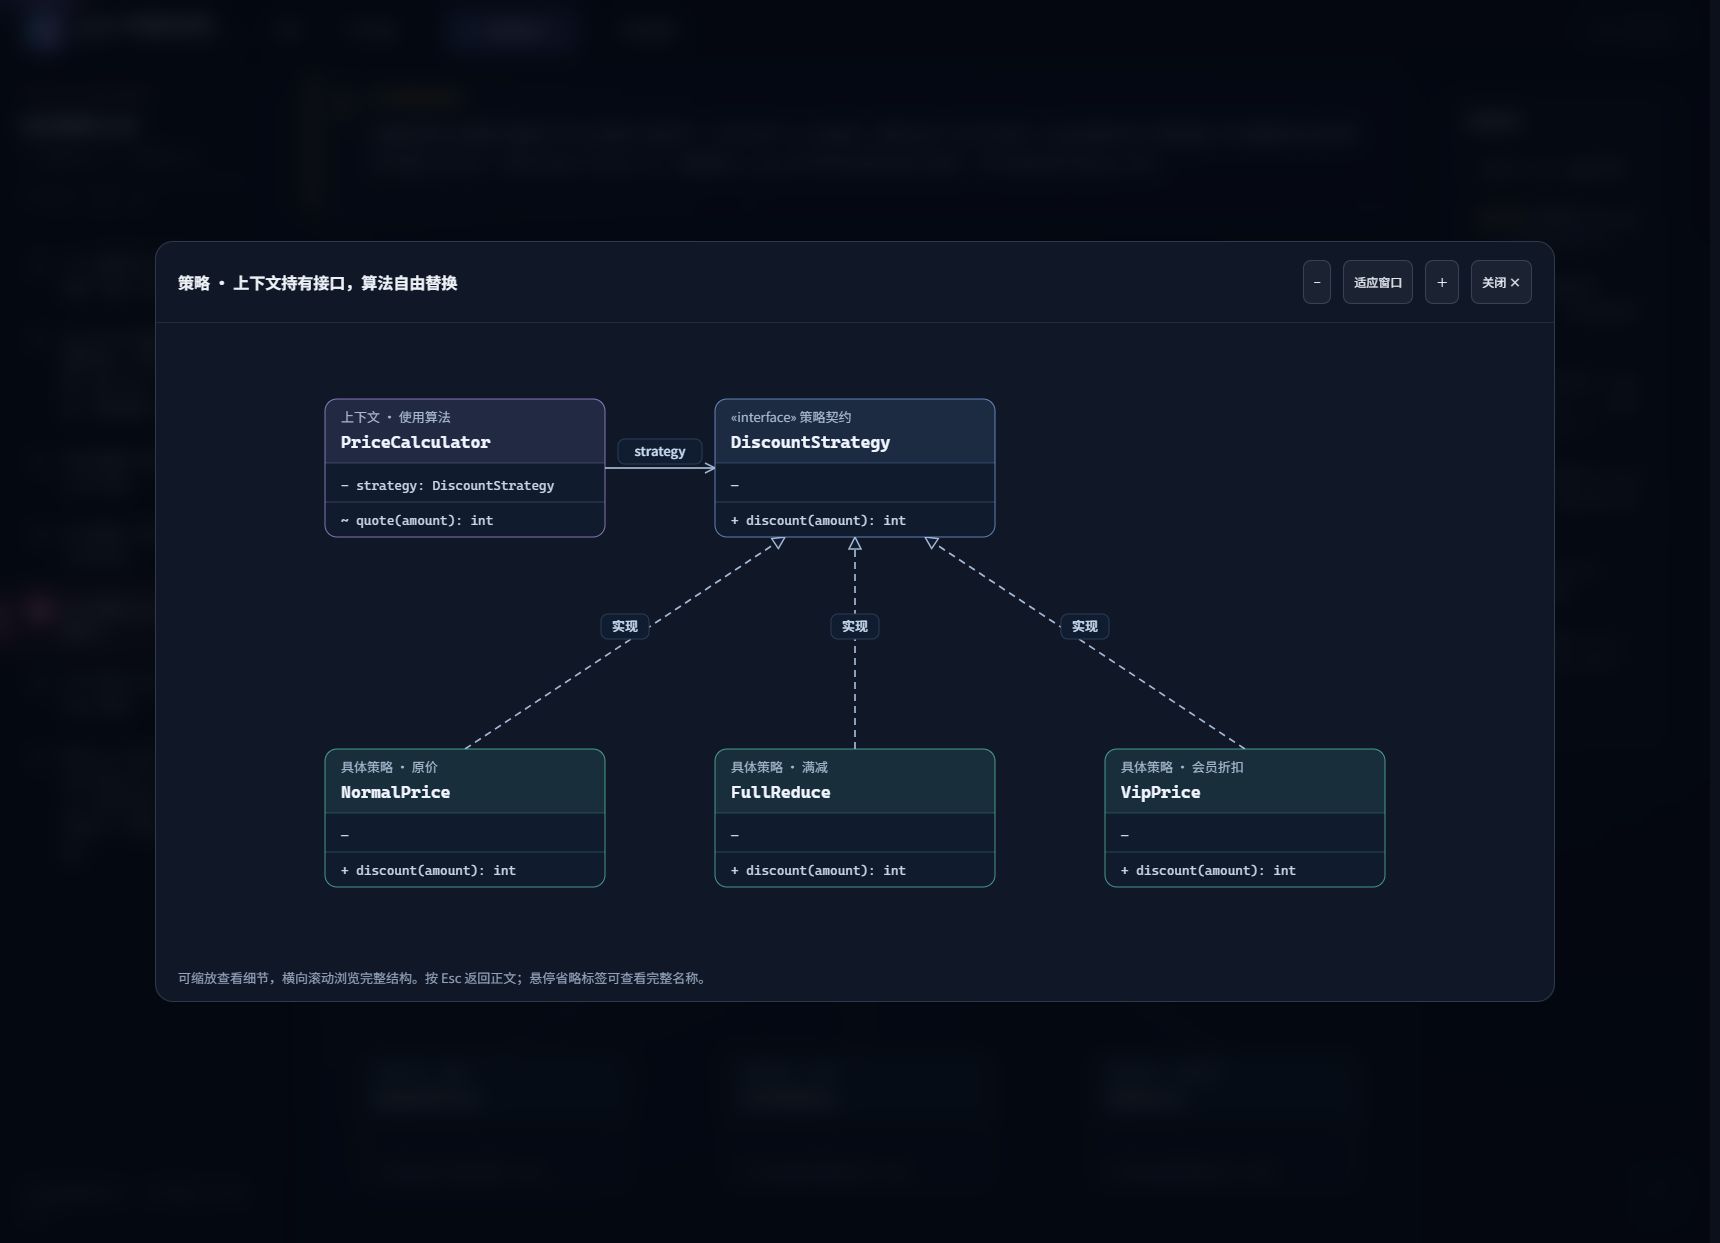 策略 · 上下文持有接口，算法自由替换
−
适应窗口
+
关闭 ×
上下文 · 使用算法
PriceCalculator
− strategy: DiscountStrategy
~ quote(amount): int
strategy
«interface» 策略契约
DiscountStrategy
—
+ discount(amount): int
实现
实现
实现
具体策略 · 原价
NormalPrice
—
+ discount(amount): int
具体策略 · 满减
FullReduce
—
+ discount(amount): int
具体策略 · 会员折扣
VipPrice
—
+ discount(amount): int
可缩放查看细节，横向滚动浏览完整结构。按 Esc 返回正文；悬停省略标签可查看完整名称。